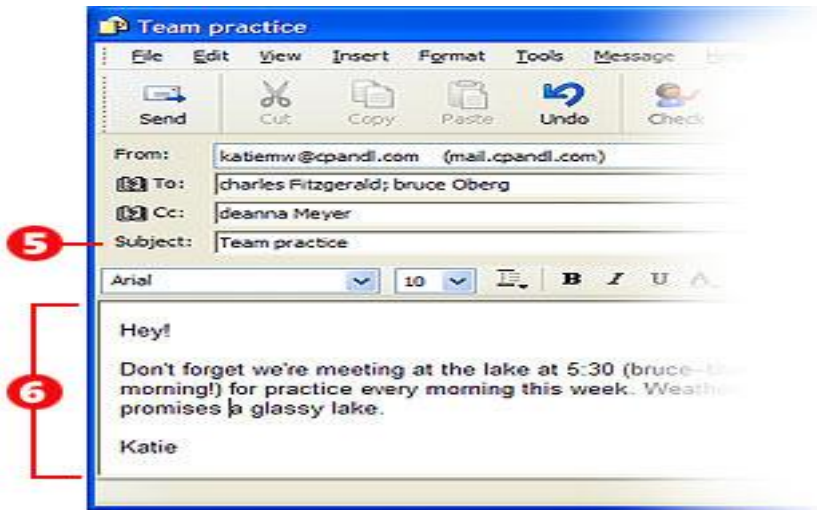 Team practice
File Edit View Insert Format Tools Message
Send Cut Copy Paste Undo Check
From: katiemw@cpandl.com (mail.cpandl.com)
To: charles Fitzgerald; bruce Oberg
Cc: deanna Meyer
5 Subject: Team practice
Arial 10 B I U A
6
Hey!
Don't forget we're meeting at the lake at 5:30 (bruce--
morning!) for practice every morning this week.
promises a glassy lake.
Katie